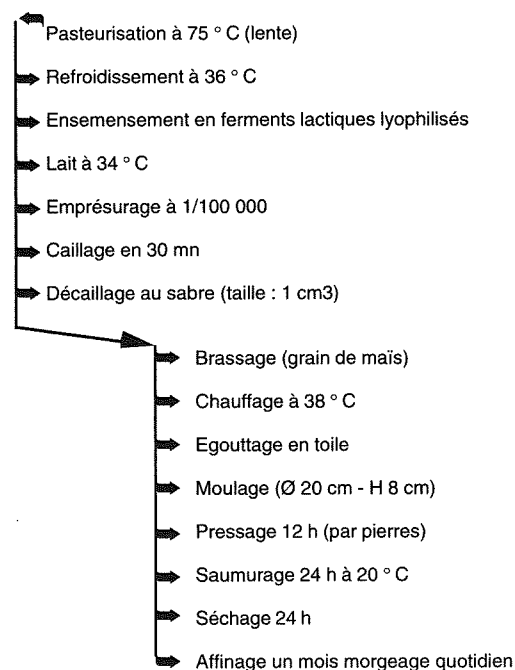 Pasteurisation à 75 ° C (lente)
Refroidissement à 36 ° C
Ensemensement en ferments lactiques lyophilisés
Lait à 34 ° C
Emprésurage à 1/100 000
Caillage en 30 mn
Décaillage au sabre (taille : 1 cm3)
Brassage (grain de maïs)
Chauffage à 38 ° C
Egouttage en toile
Moulage (Ø 20 cm - H 8 cm)
Pressage 12 h (par pierres)
Saumurage 24 h à 20 ° C
Séchage 24 h
Affinage un mois morgeage quotidien